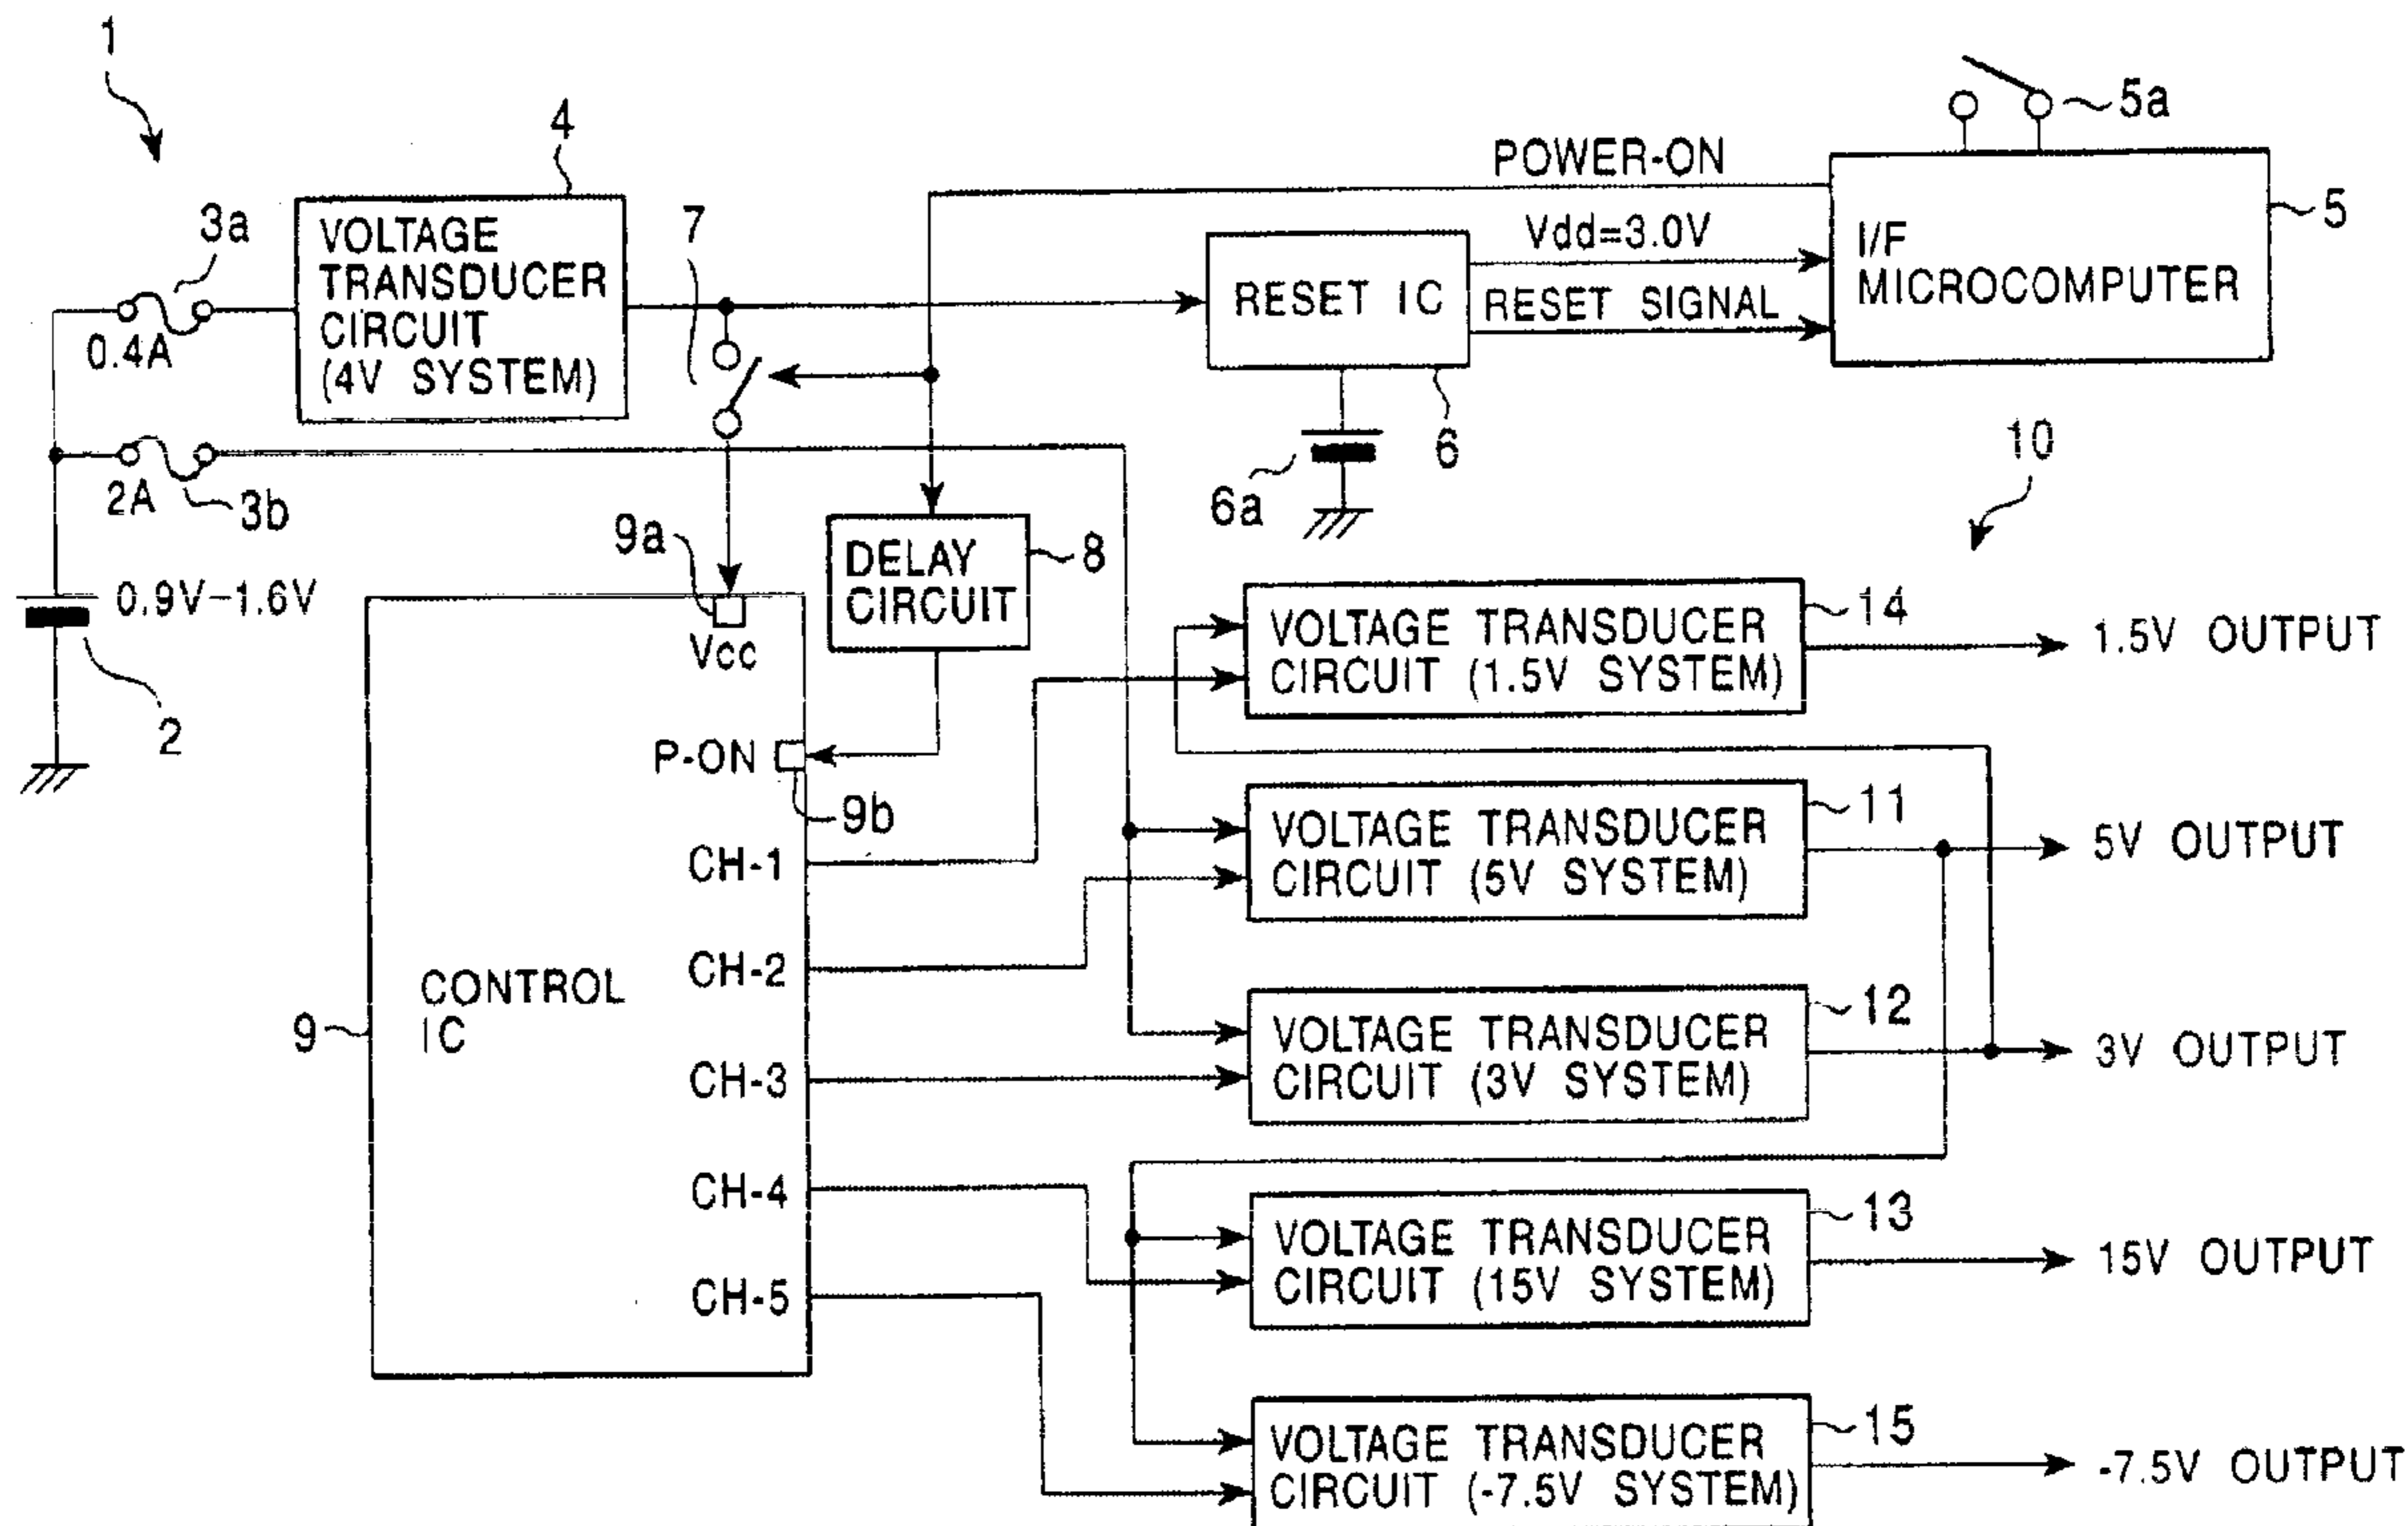 1
4
5a
POWER-ON
3a
VOLTAGE
TRANSDUCER
CIRCUIT
(4V SYSTEM)
7
RESET IC
Vdd=3.0V
RESET SIGNAL
I/F
MICROCOMPUTER
5
0.4A
2A
3b
6
6a
10
9a
DELAY
CIRCUIT
8
0.9V-1.6V
2
Vcc
P-ON
9b
VOLTAGE TRANSDUCER
CIRCUIT (1.5V SYSTEM)
14
1.5V OUTPUT
CH-1
VOLTAGE TRANSDUCER
CIRCUIT (5V SYSTEM)
11
5V OUTPUT
CH-2
CONTROL
IC
9
VOLTAGE TRANSDUCER
CIRCUIT (3V SYSTEM)
12
3V OUTPUT
CH-3
CH-4
VOLTAGE TRANSDUCER
CIRCUIT (15V SYSTEM)
13
15V OUTPUT
CH-5
VOLTAGE TRANSDUCER
CIRCUIT (-7.5V SYSTEM)
15
-7.5V OUTPUT